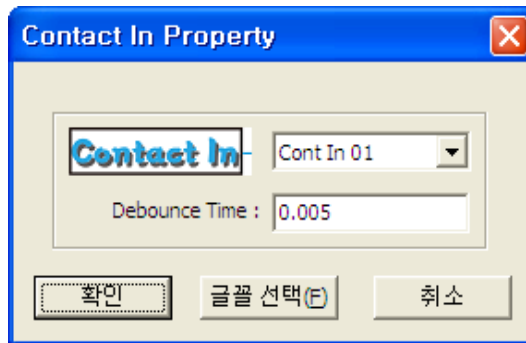 Contact In Property
Contact In Cont In 01
Debounce Time : 0.005
확인 글꼴 선택(F) 취소